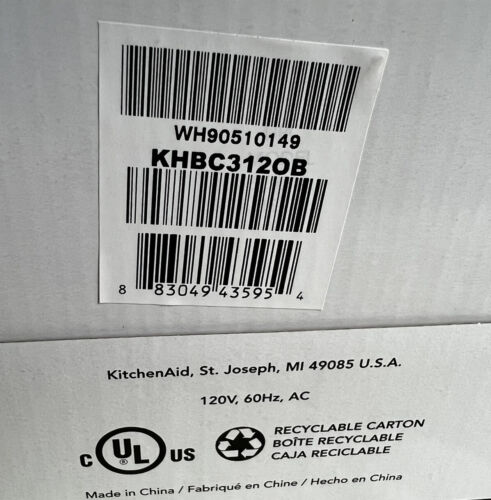 WH90510149
KHBC312OB
8 83049 43595 4
KitchenAid, St. Joseph, MI 49085 U.S.A.
120V, 60Hz, AC
C UL US
RECYCLABLE CARTON
BOÎTE RECYCLABLE
CAJA RECICLABLE
Made in China / Fabriqué en Chine / Hecho en China